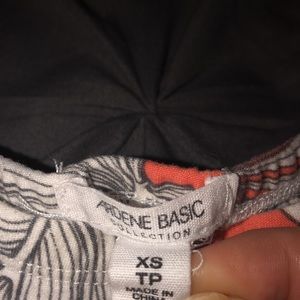 ARDENE BASIC
COLLECTION
XS
TP
MADE IN
CHINA